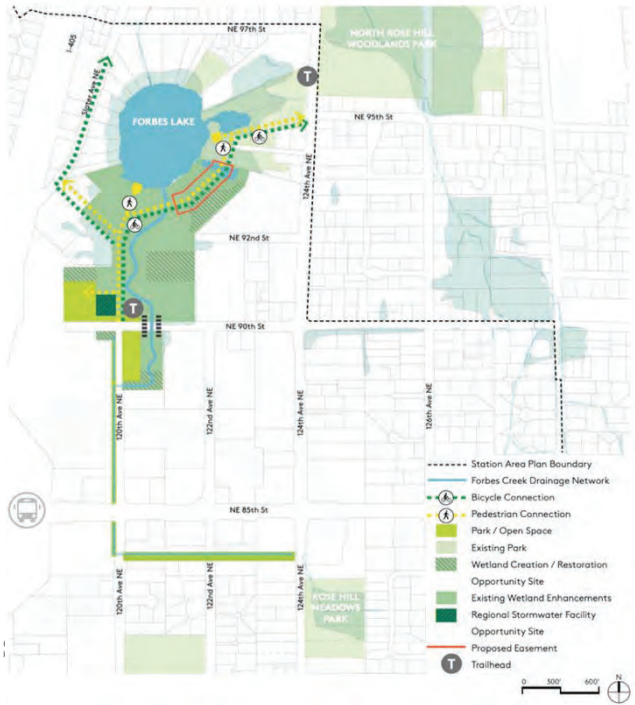 NE 97th St
NORTH ROSE HILL
WOODLANDS PARK
I-405
Slater Ave NE
T
FORBES LAKE
NE 95th St
124th Ave NE
NE 92nd St
T
NE 90th St
120th Ave NE
122nd Ave NE
124th Ave NE
126th Ave NE
NE 85th St
120th Ave NE
122nd Ave NE
124th Ave NE
ROSE HILL
MEADOWS
PARK
Station Area Plan Boundary
Forbes Creek Drainage Network
Bicycle Connection
Pedestrian Connection
Park / Open Space
Existing Park
Wetland Creation / Restoration
Opportunity Site
Existing Wetland Enhancements
Regional Stormwater Facility
Opportunity Site
Proposed Easement
T Trailhead
0 300' 600'
N